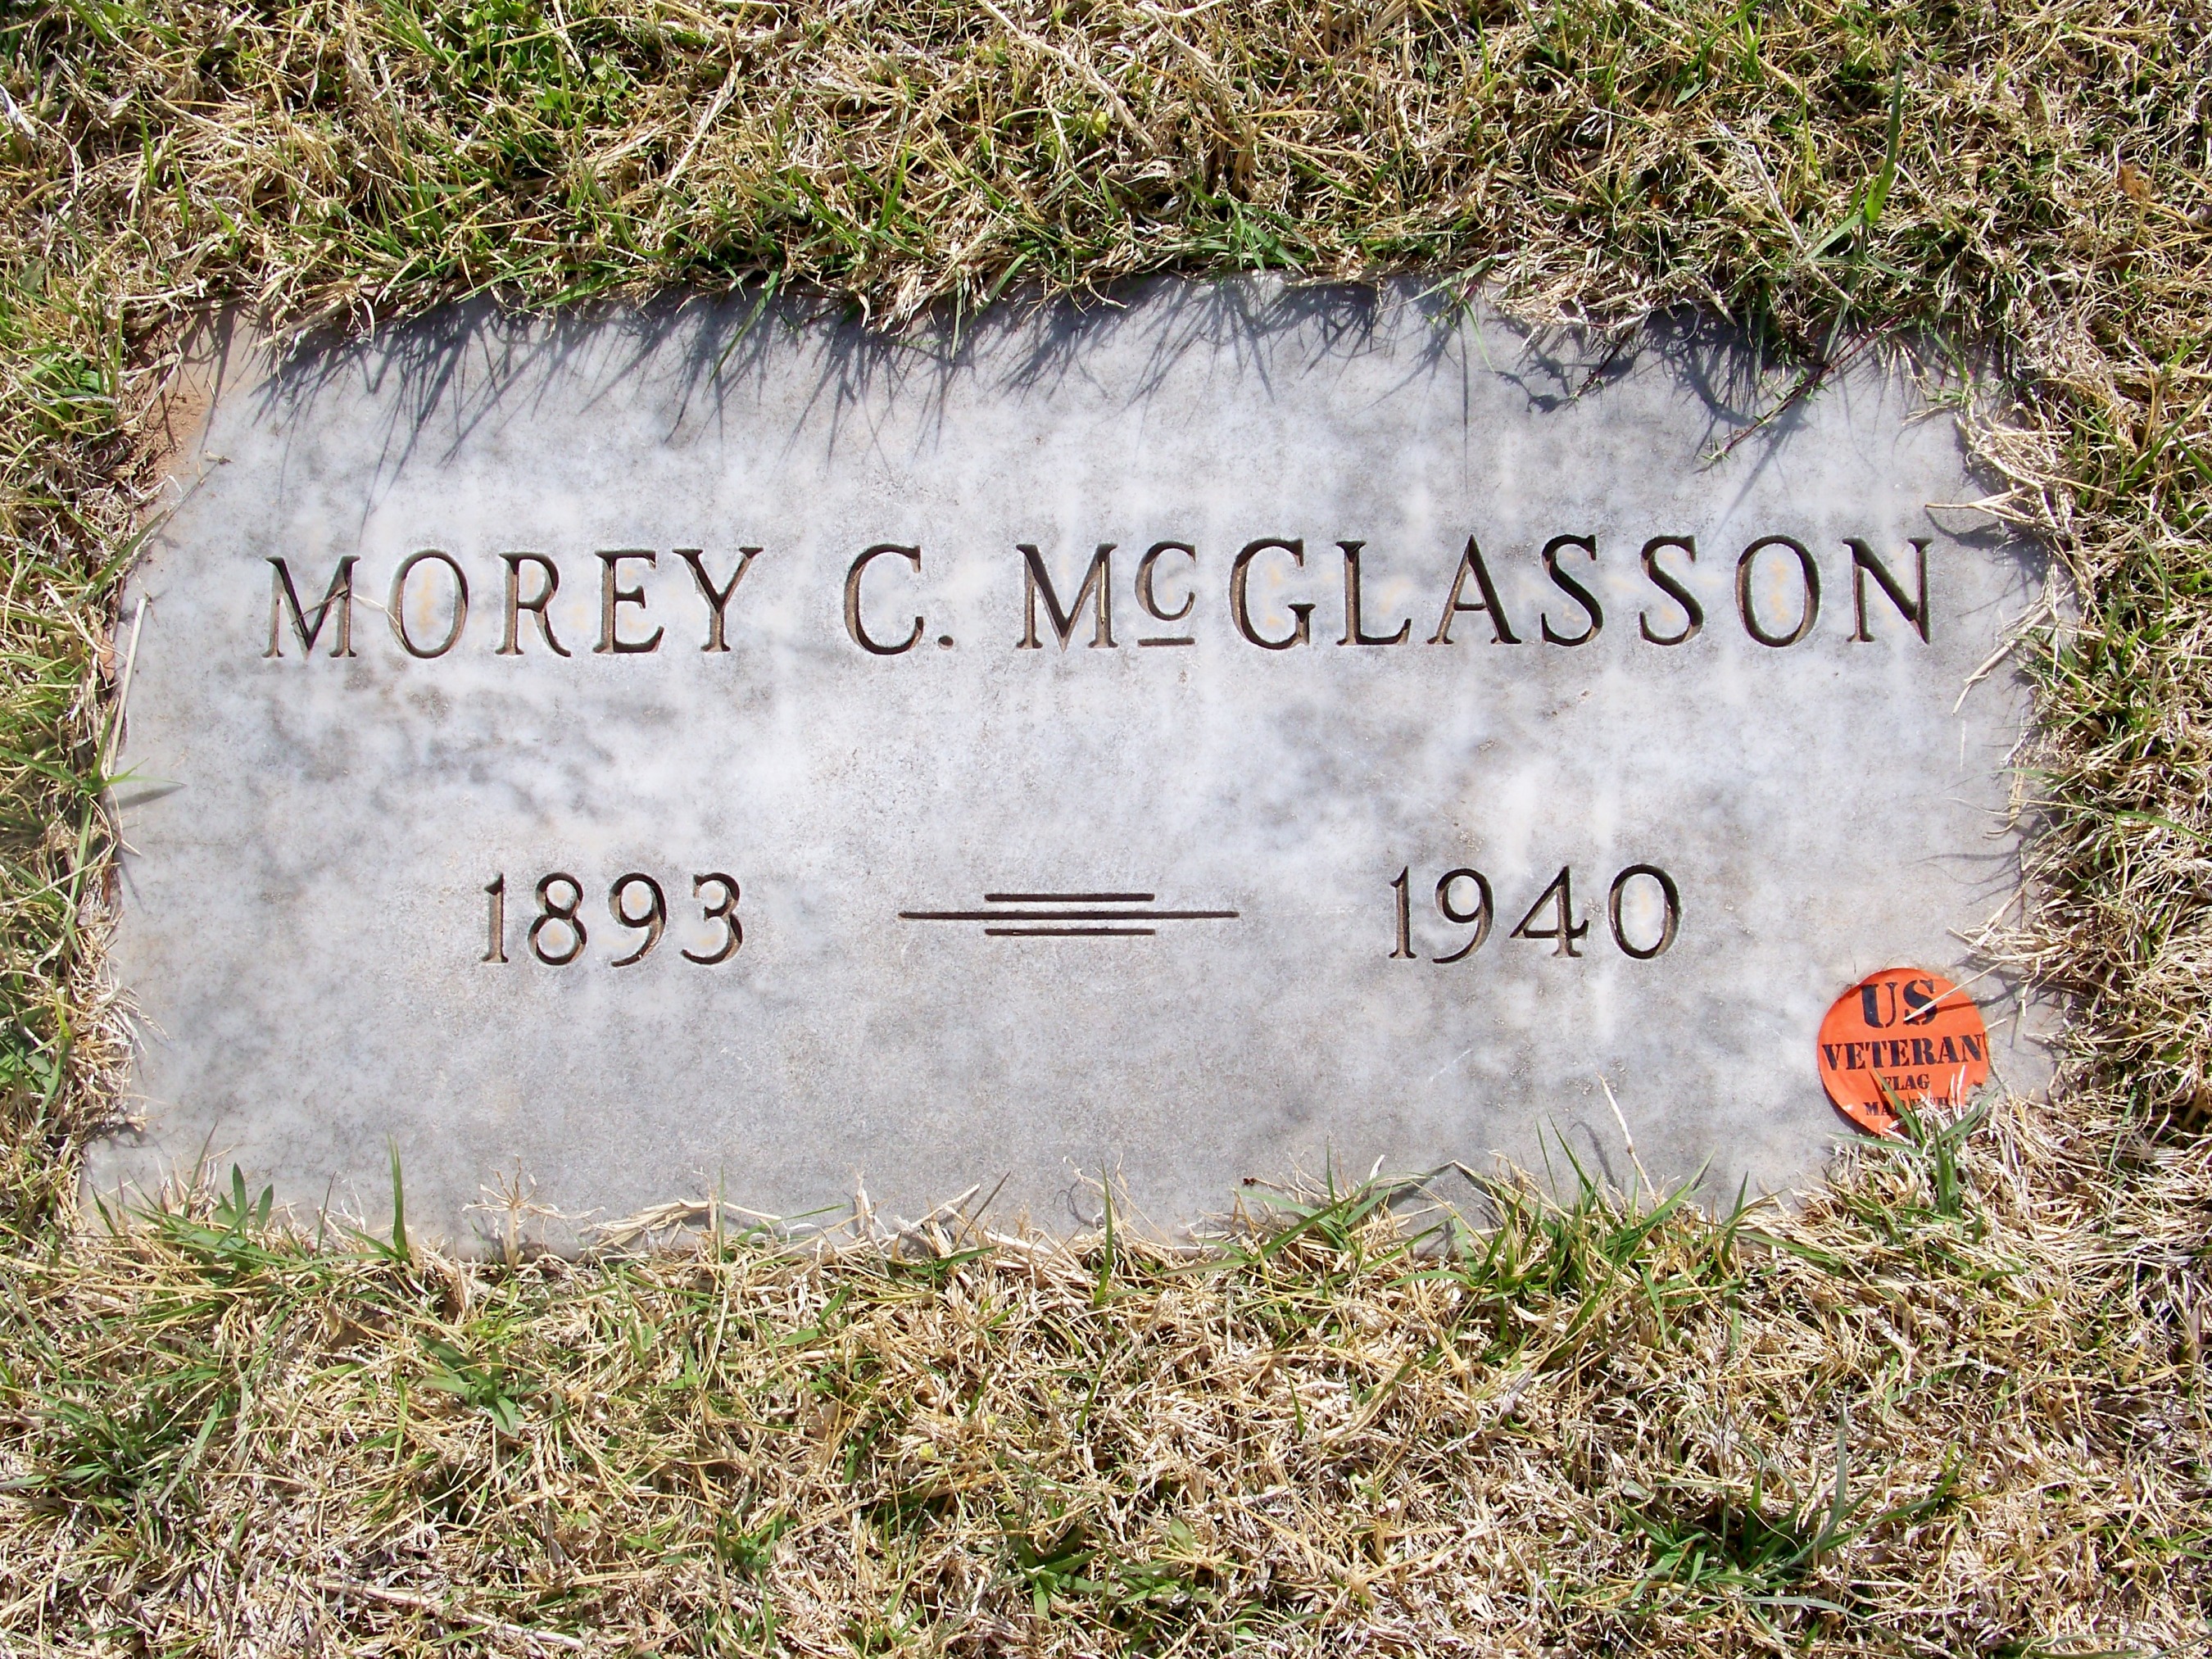 MOREY C. McGLASSON
1893 1940
US
VETERAN
FLAG